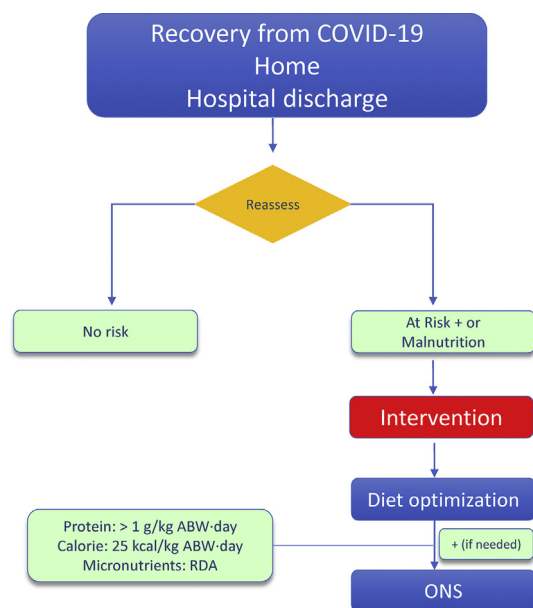 Recovery from COVID-19
Home
Hospital discharge
Reassess
No risk
At Risk + or
Malnutrition
Intervention
Diet optimization
Protein: > 1 g/kg ABW·day
Calorie: 25 kcal/kg ABW·day
Micronutrients: RDA
+ (if needed)
ONS